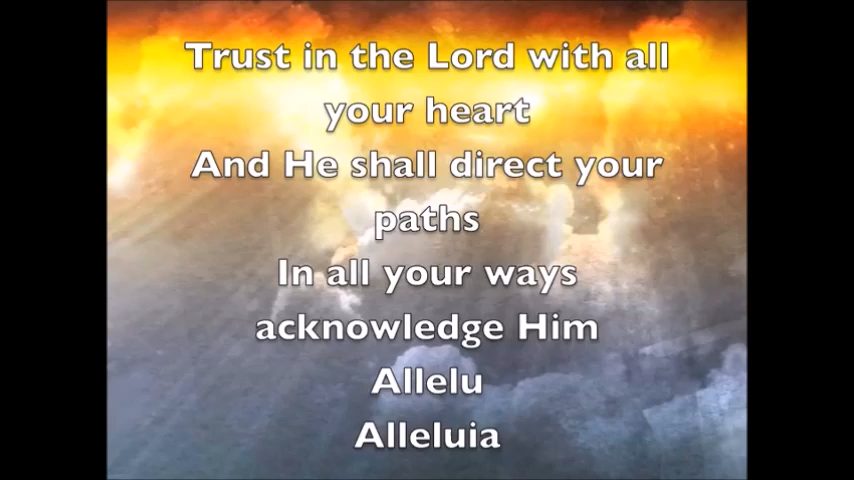 Trust in the Lord with all
your heart
And He shall direct your
paths
In all your ways
acknowledge Him
Allelu
Alleluia